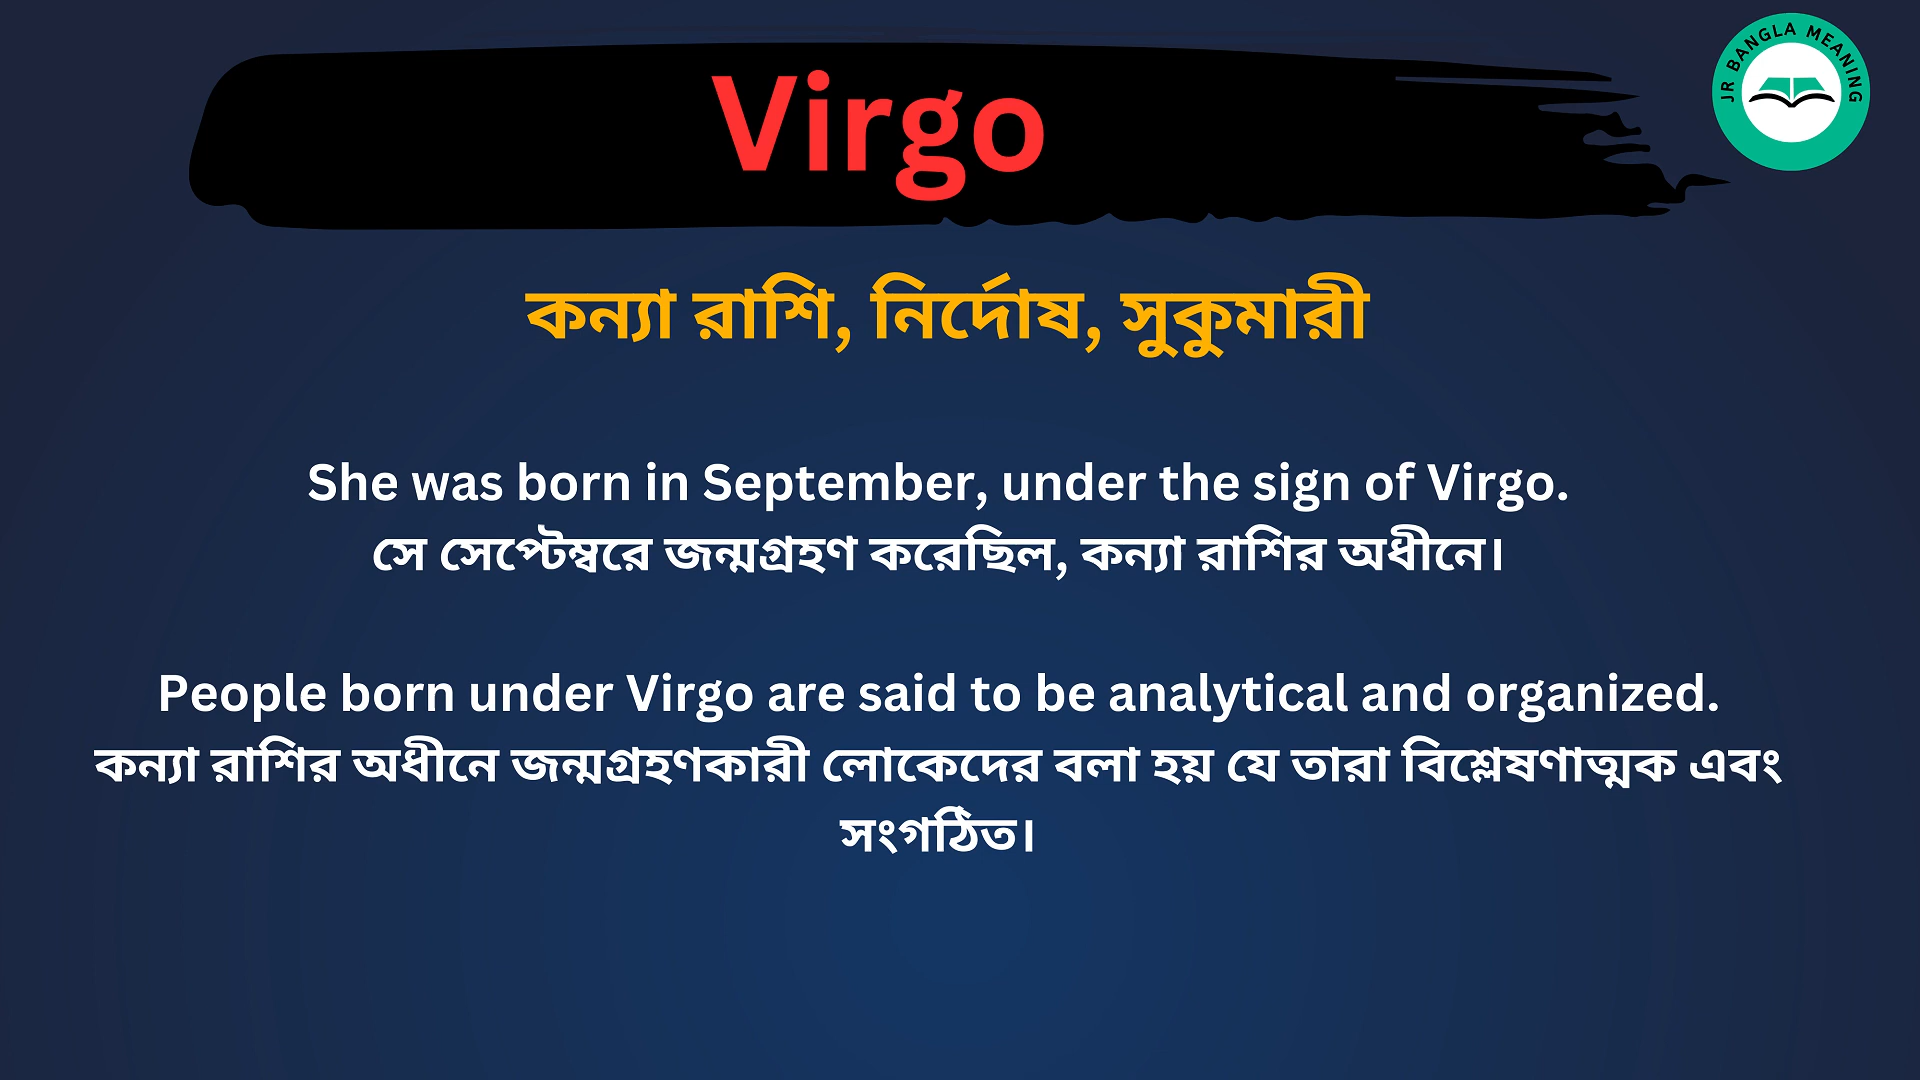 JR BANGLA MEANING
Virgo
কন্যা রাশি, নির্দোষ, সুকুমারী
She was born in September, under the sign of Virgo.
সে সেপ্টেম্বরে জন্মগ্রহণ করেছিল, কন্যা রাশির অধীনে।
People born under Virgo are said to be analytical and organized.
কন্যা রাশির অধীনে জন্মগ্রহণকারী লোকেদের বলা হয় যে তারা বিশ্লেষণাত্মক এবং
সংগঠিত।